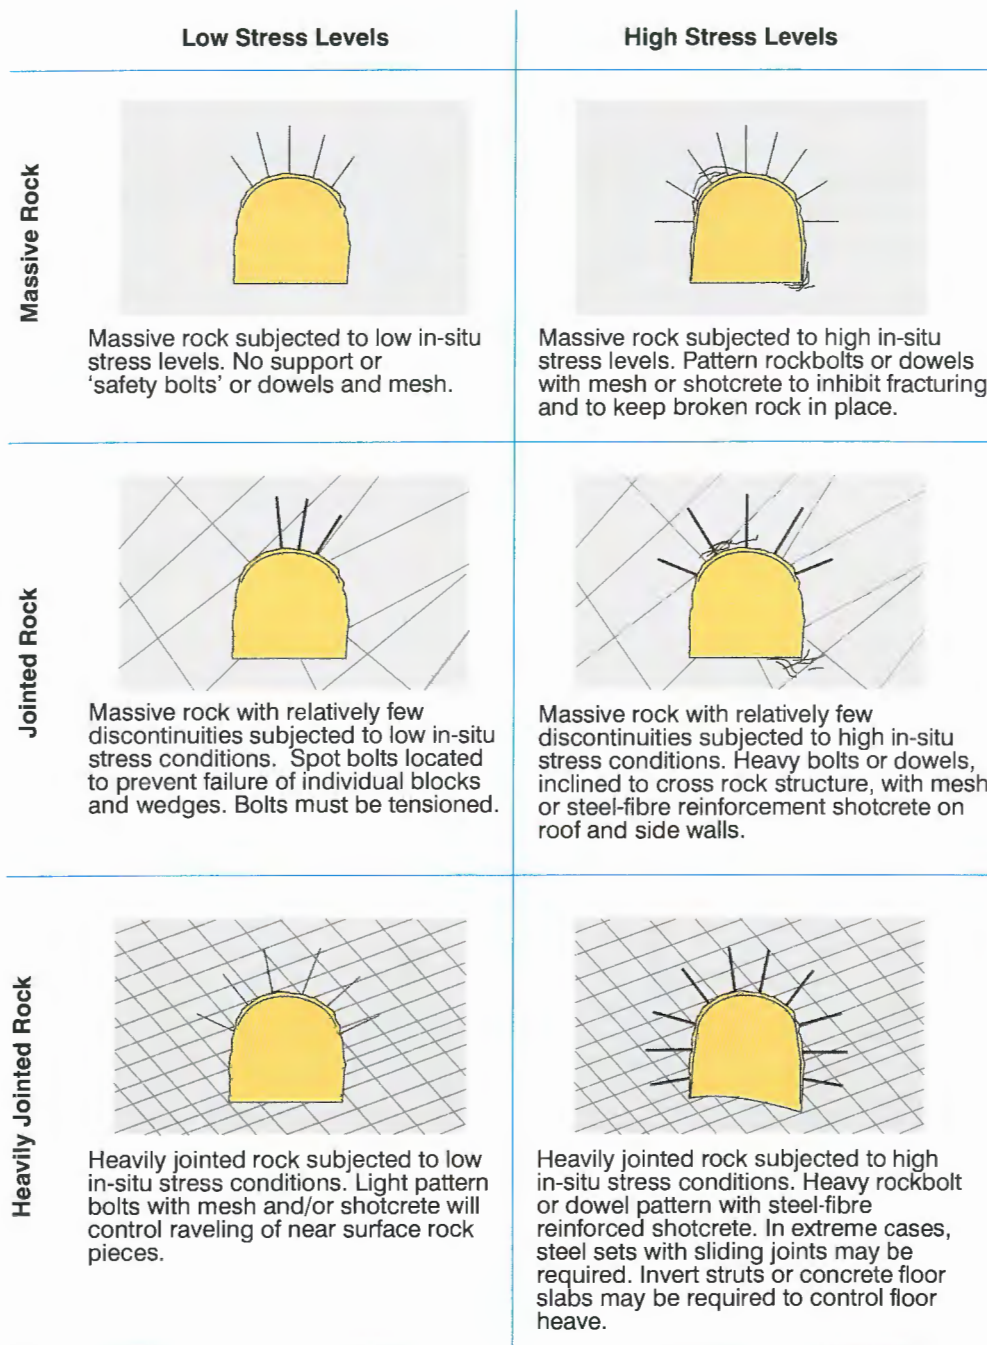 Low Stress Levels
High Stress Levels
Massive Rock
Massive rock subjected to low in-situ
stress levels. No support or
‘safety bolts’ or dowels and mesh.
Massive rock subjected to high in-situ
stress levels. Pattern rockbolts or dowels
with mesh or shotcrete to inhibit fracturing
and to keep broken rock in place.
Jointed Rock
Massive rock with relatively few
discontinuities subjected to low in-situ
stress conditions. Spot bolts located
to prevent failure of individual blocks
and wedges. Bolts must be tensioned.
Massive rock with relatively few
discontinuities subjected to high in-situ
stress conditions. Heavy bolts or dowels,
inclined to cross rock structure, with mesh
or steel-fibre reinforcement shotcrete on
roof and side walls.
Heavily Jointed Rock
Heavily jointed rock subjected to low
in-situ stress conditions. Light pattern
bolts with mesh and/or shotcrete will
control raveling of near surface rock
pieces.
Heavily jointed rock subjected to high
in-situ stress conditions. Heavy rockbolt
or dowel pattern with steel-fibre
reinforced shotcrete. In extreme cases,
steel sets with sliding joints may be
required. Invert struts or concrete floor
slabs may be required to control floor
heave.